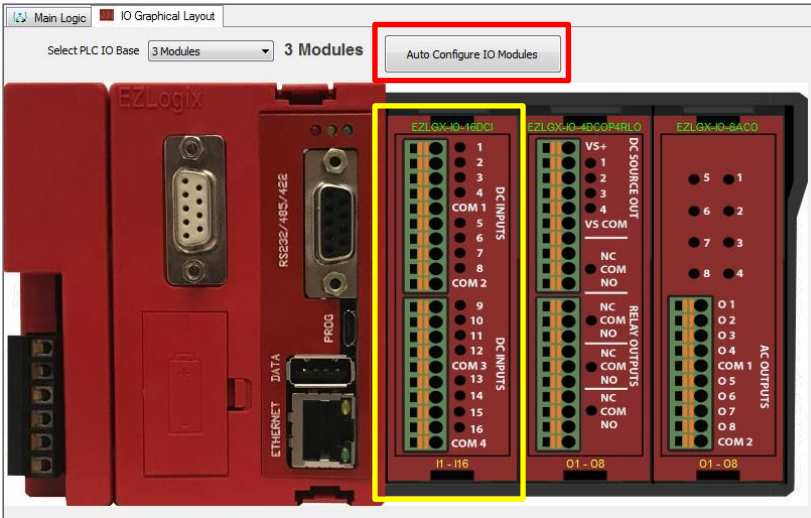 Main Logic
IO Graphical Layout
Select PLC IO Base
3 Modules
3 Modules
Auto Configure IO Modules
EZLogix
RS232/485/422
PROG
DATA
ETHERNET
EZLGX-IO-16DCI
1
2
3
4
COM 1
5
6
7
8
COM 2
DC INPUTS
9
10
11
12
COM 3
13
14
15
16
COM 4
DC INPUTS
I1 - I16
EZLGX-IO-4DCOP4RLO
VS+
1
2
3
4
VS COM
DC SOURCE OUT
NC
COM
NO
NC
COM
NO
NC
COM
NO
NC
COM
NO
RELAY OUTPUTS
O1 - O8
EZLGX-IO-8ACO
5 1
6 2
7 3
8 4
O 1
O 2
O 3
O 4
COM 1
O 5
O 6
O 7
O 8
COM 2
AC OUTPUTS
O1 - O8